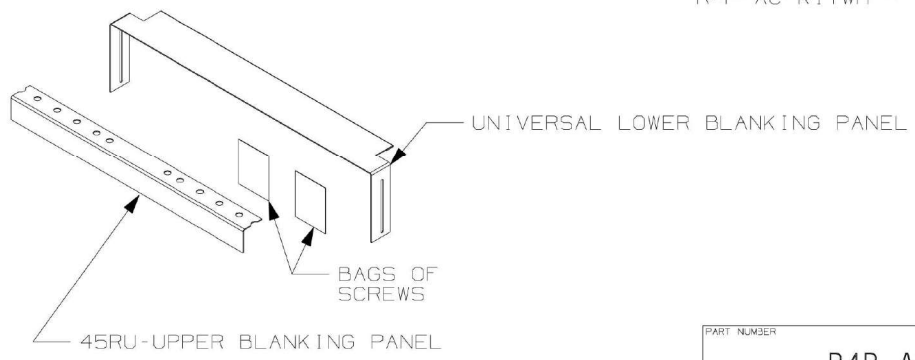 UNIVERSAL LOWER BLANKING PANEL
BAGS OF
SCREWS
45RU-UPPER BLANKING PANEL
PART NUMBER